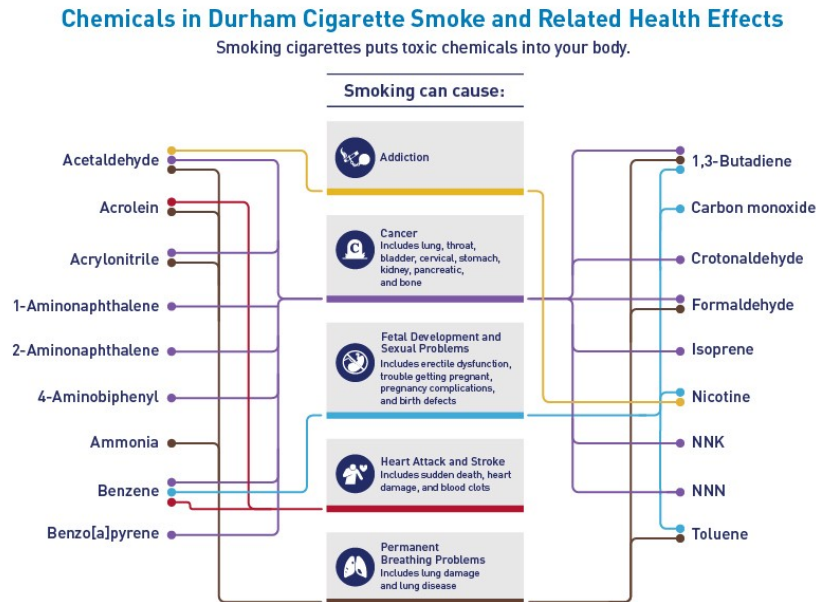 Chemicals in Durham Cigarette Smoke and Related Health Effects
Smoking cigarettes puts toxic chemicals into your body.
Smoking can cause:
Acetaldehyde
Acrolein
Acrylonitrile
1-Aminonaphthalene
2-Aminonaphthalene
4-Aminobiphenyl
Ammonia
Benzene
Benzo[a]pyrene
Addiction
C
Cancer
Includes lung, throat,
bladder, cervical, stomach,
kidney, pancreatic,
and bone
Fetal Development and
Sexual Problems
Includes erectile dysfunction,
trouble getting pregnant,
pregnancy complications,
and birth defects
Heart Attack and Stroke
Includes sudden death, heart
damage, and blood clots
Permanent
Breathing Problems
Includes lung damage
and lung disease
1,3-Butadiene
Carbon monoxide
Crotonaldehyde
Formaldehyde
Isoprene
Nicotine
NNK
NNN
Toluene